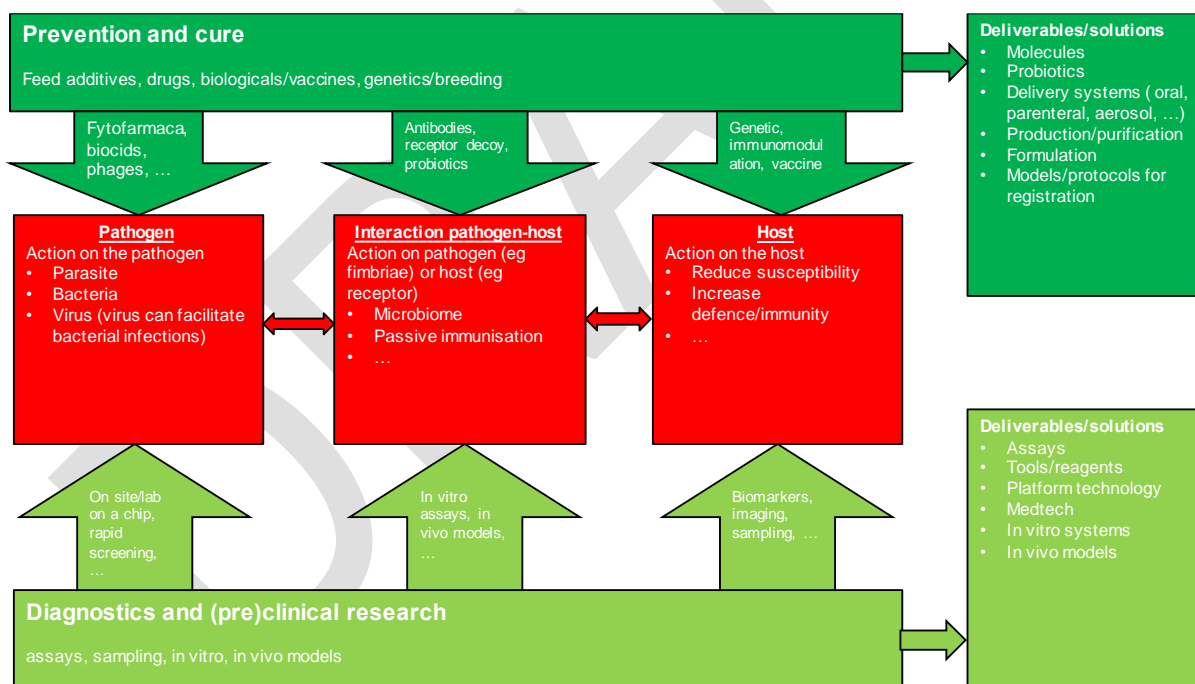 Prevention and cure
Feed additives, drugs, biologicals/vaccines, genetics/breeding
Deliverables/solutions
• Molecules
• Probiotics
• Delivery systems ( oral,
parenteral, aerosol, …)
• Production/purification
• Formulation
• Models/protocols for
registration
Fytofarmaca,
biocids,
phages, …
Antibodies,
receptor decoy,
probiotics
Genetic,
immunomodul
ation, vaccine
Pathogen
Action on the pathogen
• Parasite
• Bacteria
• Virus (virus can facilitate
bacterial infections)
Interaction pathogen-host
Action on pathogen (eg
fimbriae) or host (eg
receptor)
• Microbiome
• Passive immunisation
• …
Host
Action on the host
• Reduce susceptibility
• Increase
defence/immunity
• …
On site/lab
on a chip,
rapid
screening,
…
In vitro
assays, in
vivo models,
…
Biomarkers,
imaging,
sampling, …
Diagnostics and (pre)clinical research
assays, sampling, in vitro, in vivo models
Deliverables/solutions
• Assays
• Tools/reagents
• Platform technology
• Medtech
• In vitro systems
• In vivo models